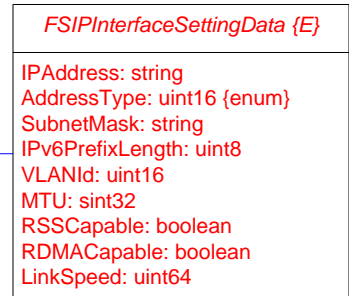 FSIPInterfaceSettingData {E}
IPAddress: string
AddressType: uint16 {enum}
SubnetMask: string
IPv6PrefixLength: uint8
VLANId: uint16
MTU: sint32
RSSCapable: boolean
RDMACapable: boolean
LinkSpeed: uint64